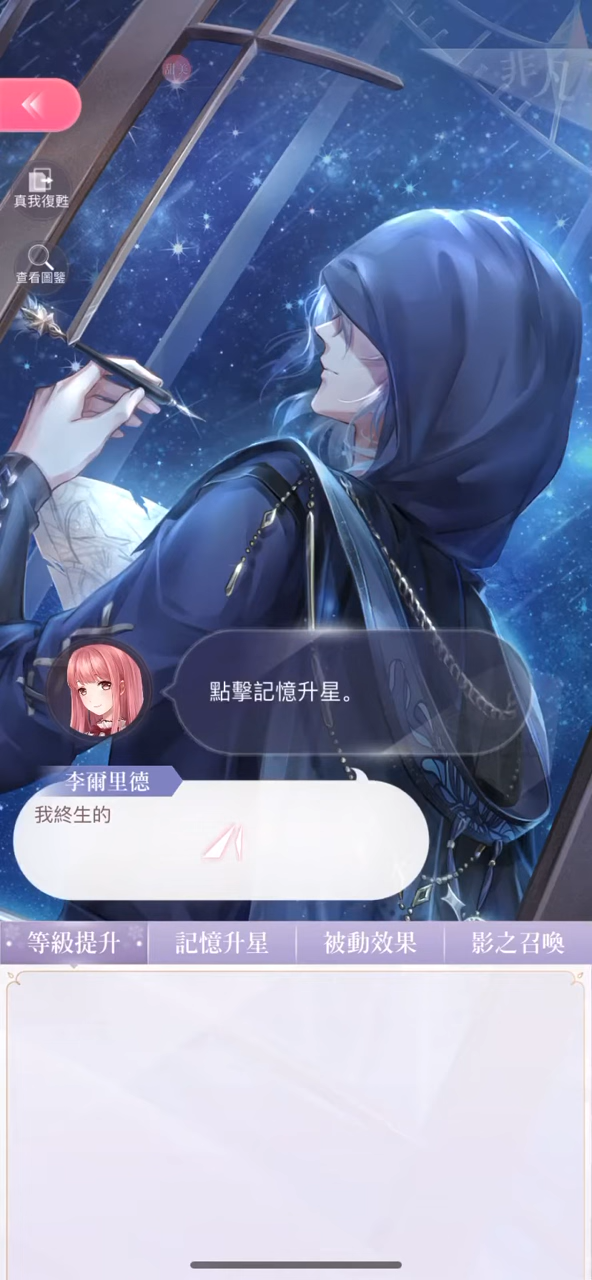 非凡
真我復甦
查看圖鑒
點擊記憶升星。
李爾里德
我終生的
等級提升
記憶升星
被動效果
影之召喚